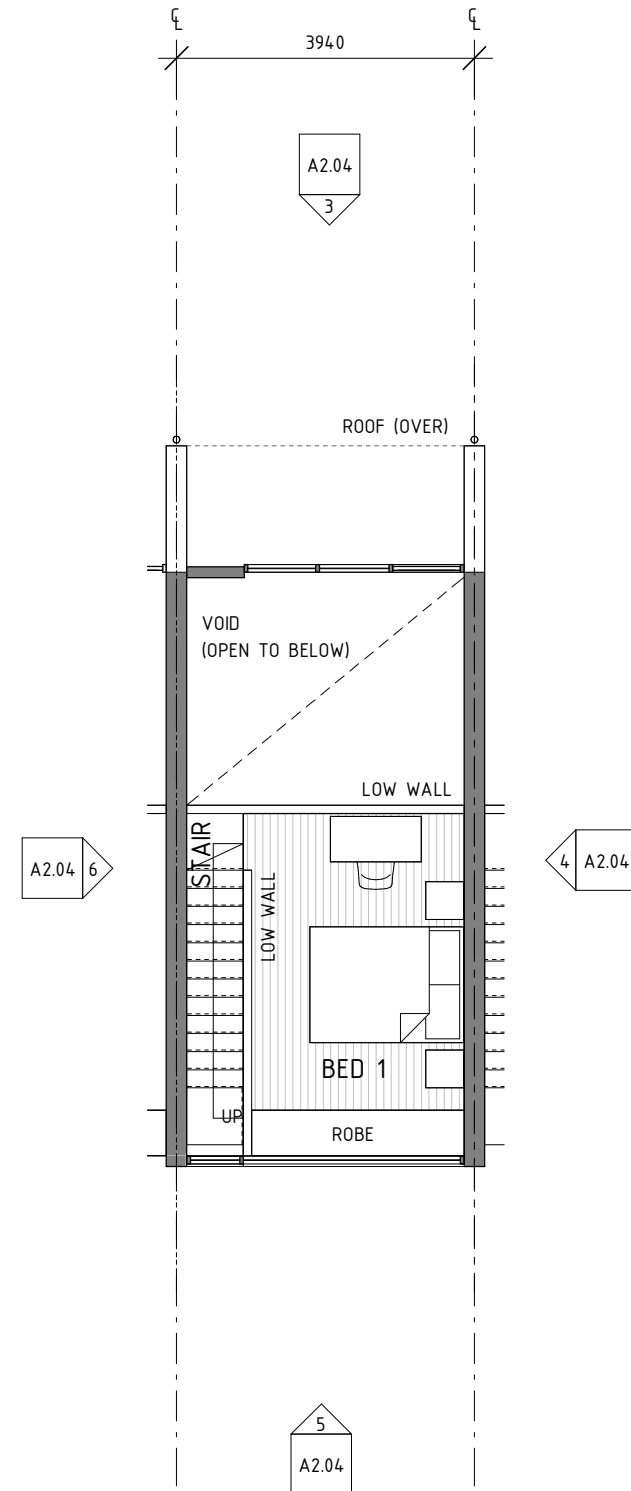 ℄ ℄
3940
A2.04
3
ROOF (OVER)
VOID
(OPEN TO BELOW)
LOW WALL
STAIR
LOW WALL
A2.04 6
4 A2.04
BED 1
UP
ROBE
5
A2.04